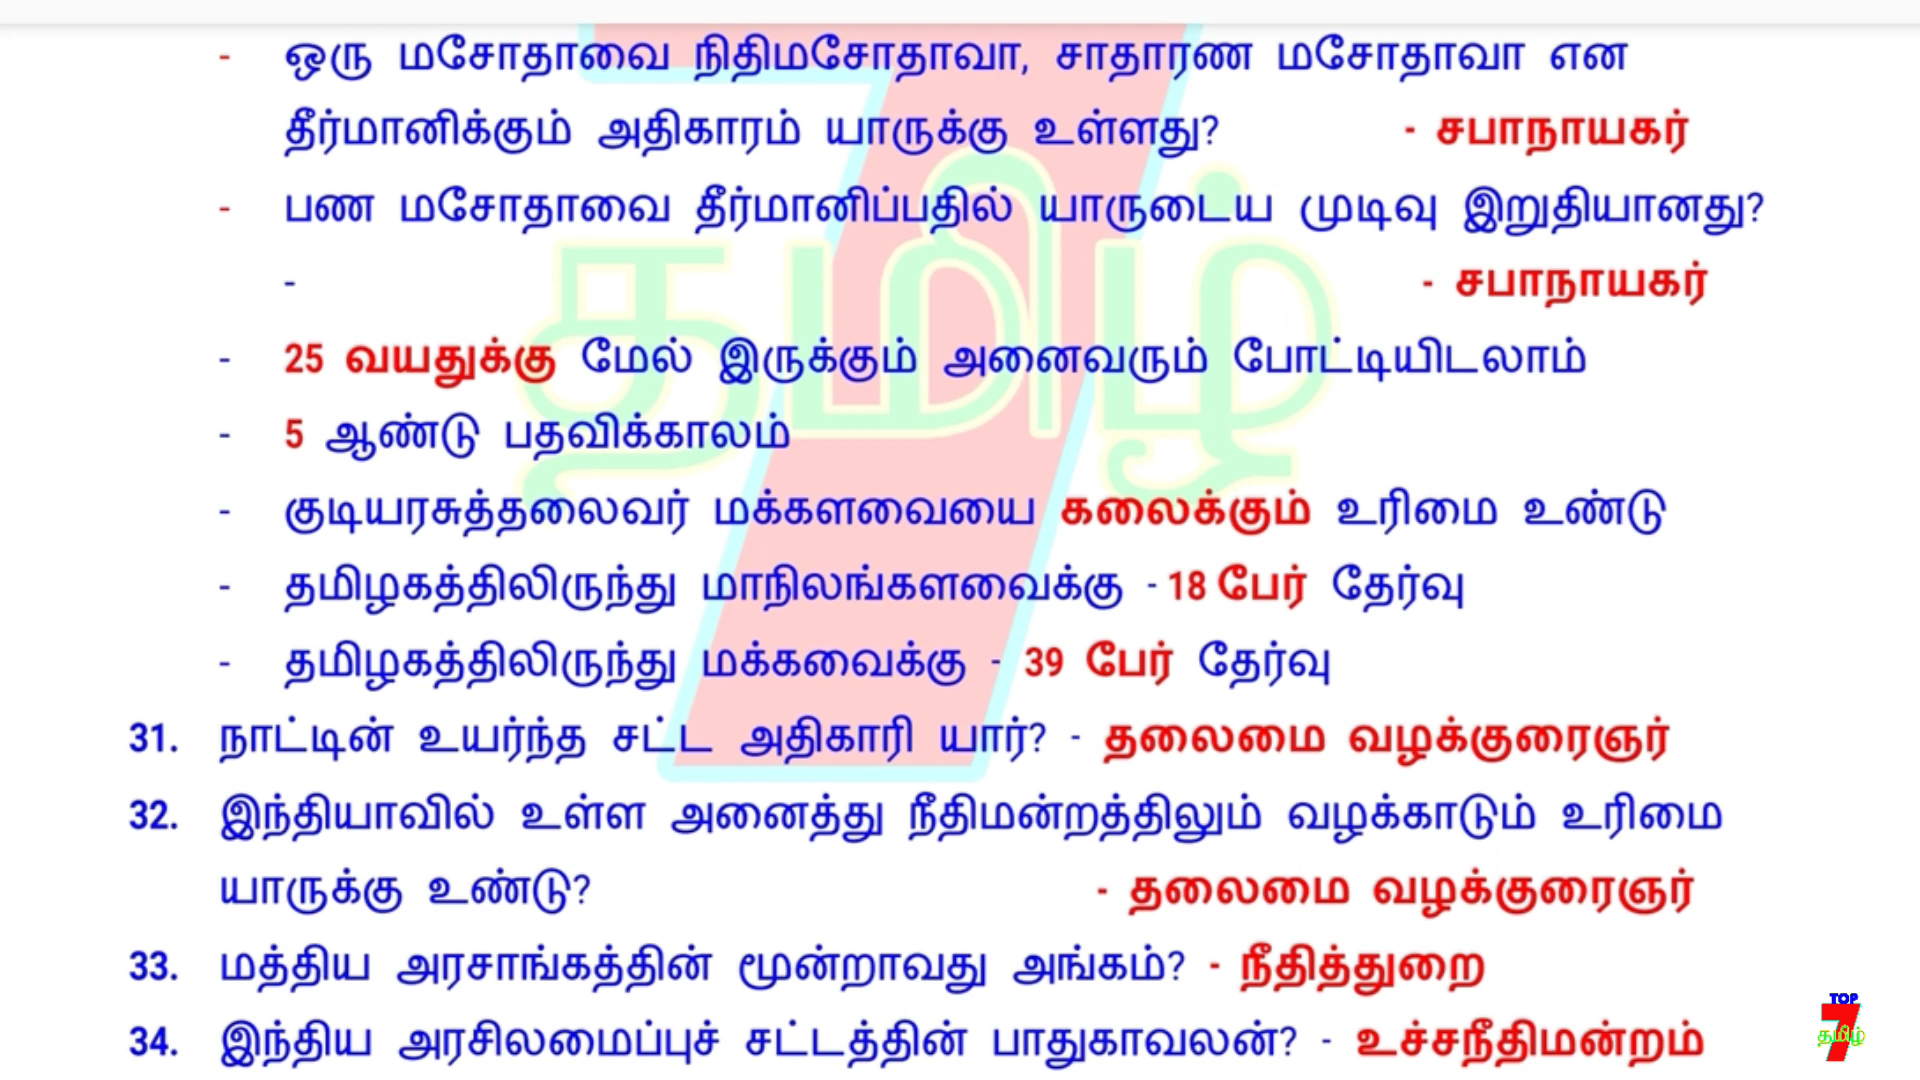 - ஒரு மசோதாவை நிதிமசோதாவா, சாதாரண மசோதாவா என
தீர்மானிக்கும் அதிகாரம் யாருக்கு உள்ளது? - சபாநாயகர்
- பண மசோதாவை தீர்மானிப்பதில் யாருடைய முடிவு இறுதியானது?
- - சபாநாயகர்
- 25 வயதுக்கு மேல் இருக்கும் அனைவரும் போட்டியிடலாம்
- 5 ஆண்டு பதவிக்காலம்
- குடியரசுத்தலைவர் மக்களவையை கலைக்கும் உரிமை உண்டு
- தமிழகத்திலிருந்து மாநிலங்களவைக்கு - 18 பேர் தேர்வு
- தமிழகத்திலிருந்து மக்கவைக்கு - 39 பேர் தேர்வு
31. நாட்டின் உயர்ந்த சட்ட அதிகாரி யார்? - தலைமை வழக்குரைஞர்
32. இந்தியாவில் உள்ள அனைத்து நீதிமன்றத்திலும் வழக்காடும் உரிமை
யாருக்கு உண்டு? - தலைமை வழக்குரைஞர்
33. மத்திய அரசாங்கத்தின் மூன்றாவது அங்கம்? - நீதித்துறை
34. இந்திய அரசிலமைப்புச் சட்டத்தின் பாதுகாவலன்? - உச்சநீதிமன்றம்
7
தமிழ்
TOP
7
தமிழ்